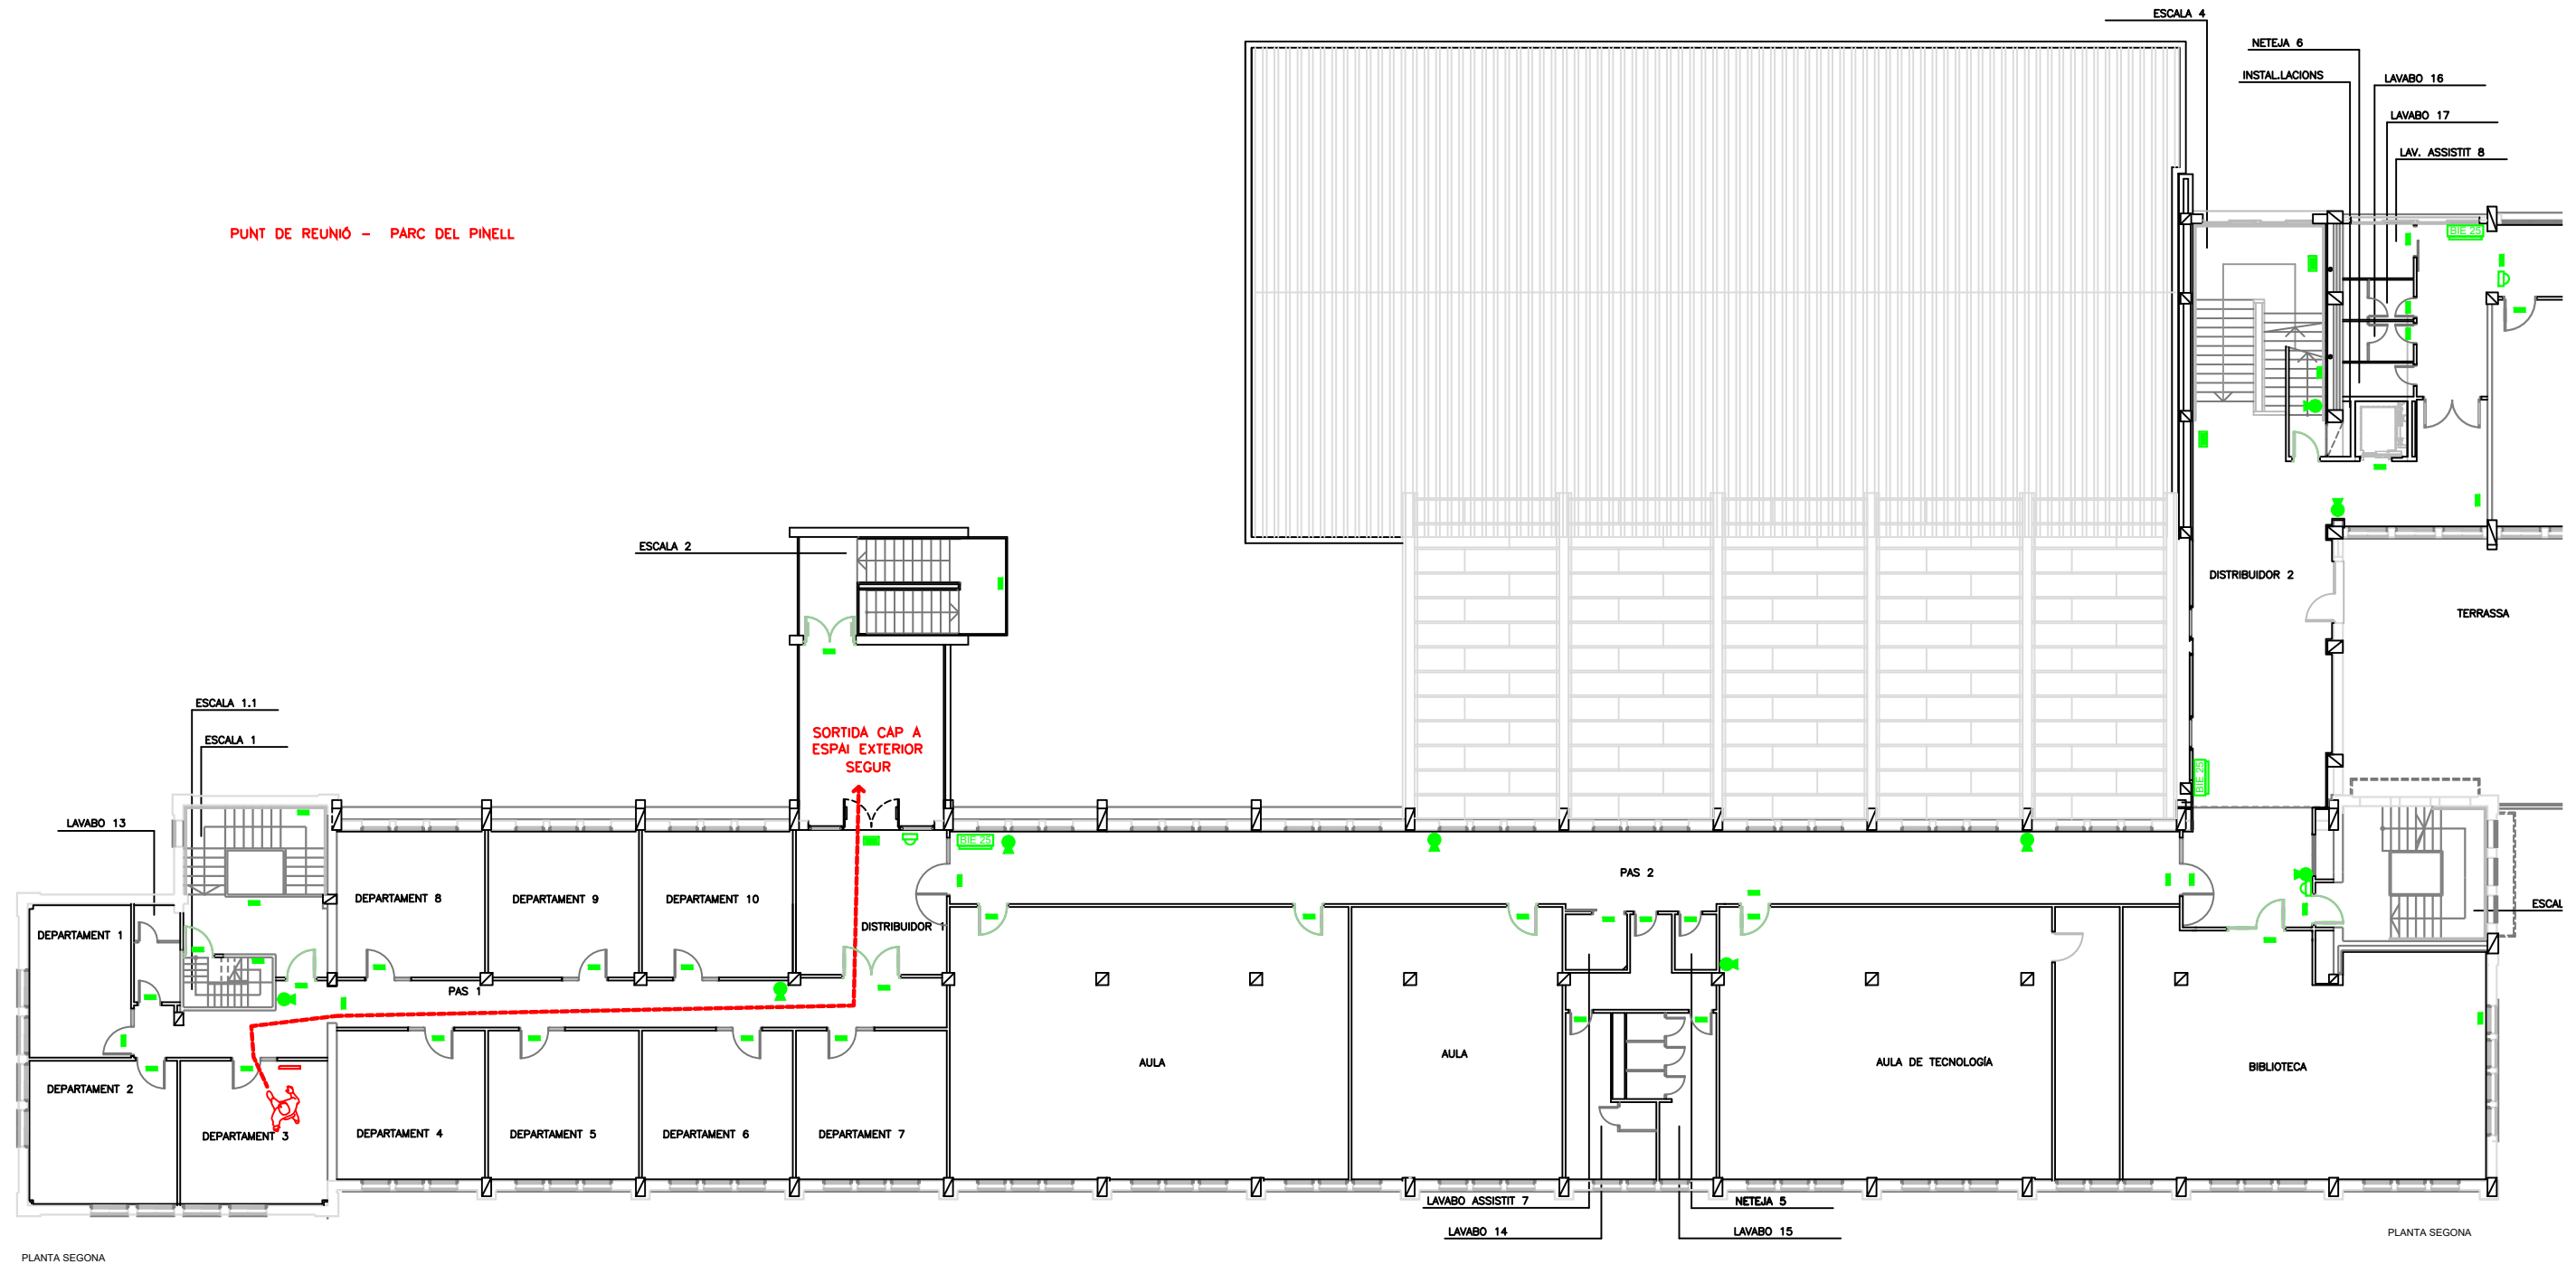 ESCALA 4
NETEJA 6
INSTAL.LACIONS
LAVABO 16
LAVABO 17
LAV. ASSISTIT 8
PUNT DE REUNIÓ - PARC DEL PINELL
BIE 25
ESCALA 2
DISTRIBUIDOR 2
TERRASSA
ESCALA 1.1
ESCALA 1
SORTIDA CAP A
ESPAI EXTERIOR
SEGUR
BIE 25
LAVABO 13
BIE 25
PAS 2
DEPARTAMENT 8
DEPARTAMENT 9
DEPARTAMENT 10
ESCAL
DISTRIBUIDOR 1
DEPARTAMENT 1
PAS 1
AULA
AULA
AULA DE TECNOLOGÍA
BIBLIOTECA
DEPARTAMENT 2
DEPARTAMENT 3
DEPARTAMENT 4
DEPARTAMENT 5
DEPARTAMENT 6
DEPARTAMENT 7
LAVABO ASSISTIT 7
NETEJA 5
LAVABO 14
LAVABO 15
PLANTA SEGONA
PLANTA SEGONA